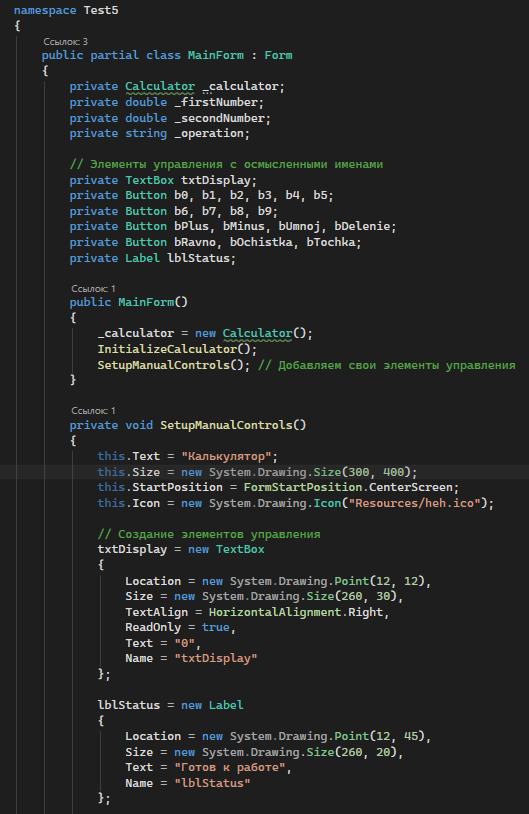 namespace Test5
{
Ссылок: 3
public partial class MainForm : Form
{
private Calculator _calculator;
private double _firstNumber;
private double _secondNumber;
private string _operation;
// Элементы управления с осмысленными именами
private TextBox txtDisplay;
private Button b0, b1, b2, b3, b4, b5;
private Button b6, b7, b8, b9;
private Button bPlus, bMinus, bUmnoj, bDelenie;
private Button bRavno, bOchistka, bTochka;
private Label lblStatus;
Ссылок: 1
public MainForm()
{
_calculator = new Calculator();
InitializeCalculator();
SetupManualControls(); // Добавляем свои элементы управления
}
Ссылок: 1
private void SetupManualControls()
{
this.Text = "Калькулятор";
this.Size = new System.Drawing.Size(300, 400);
this.StartPosition = FormStartPosition.CenterScreen;
this.Icon = new System.Drawing.Icon("Resources/heh.ico");
// Создание элементов управления
txtDisplay = new TextBox
{
Location = new System.Drawing.Point(12, 12),
Size = new System.Drawing.Size(260, 30),
TextAlign = HorizontalAlignment.Right,
ReadOnly = true,
Text = "0",
Name = "txtDisplay"
};
lblStatus = new Label
{
Location = new System.Drawing.Point(12, 45),
Size = new System.Drawing.Size(260, 20),
Text = "Готов к работе",
Name = "lblStatus"
};